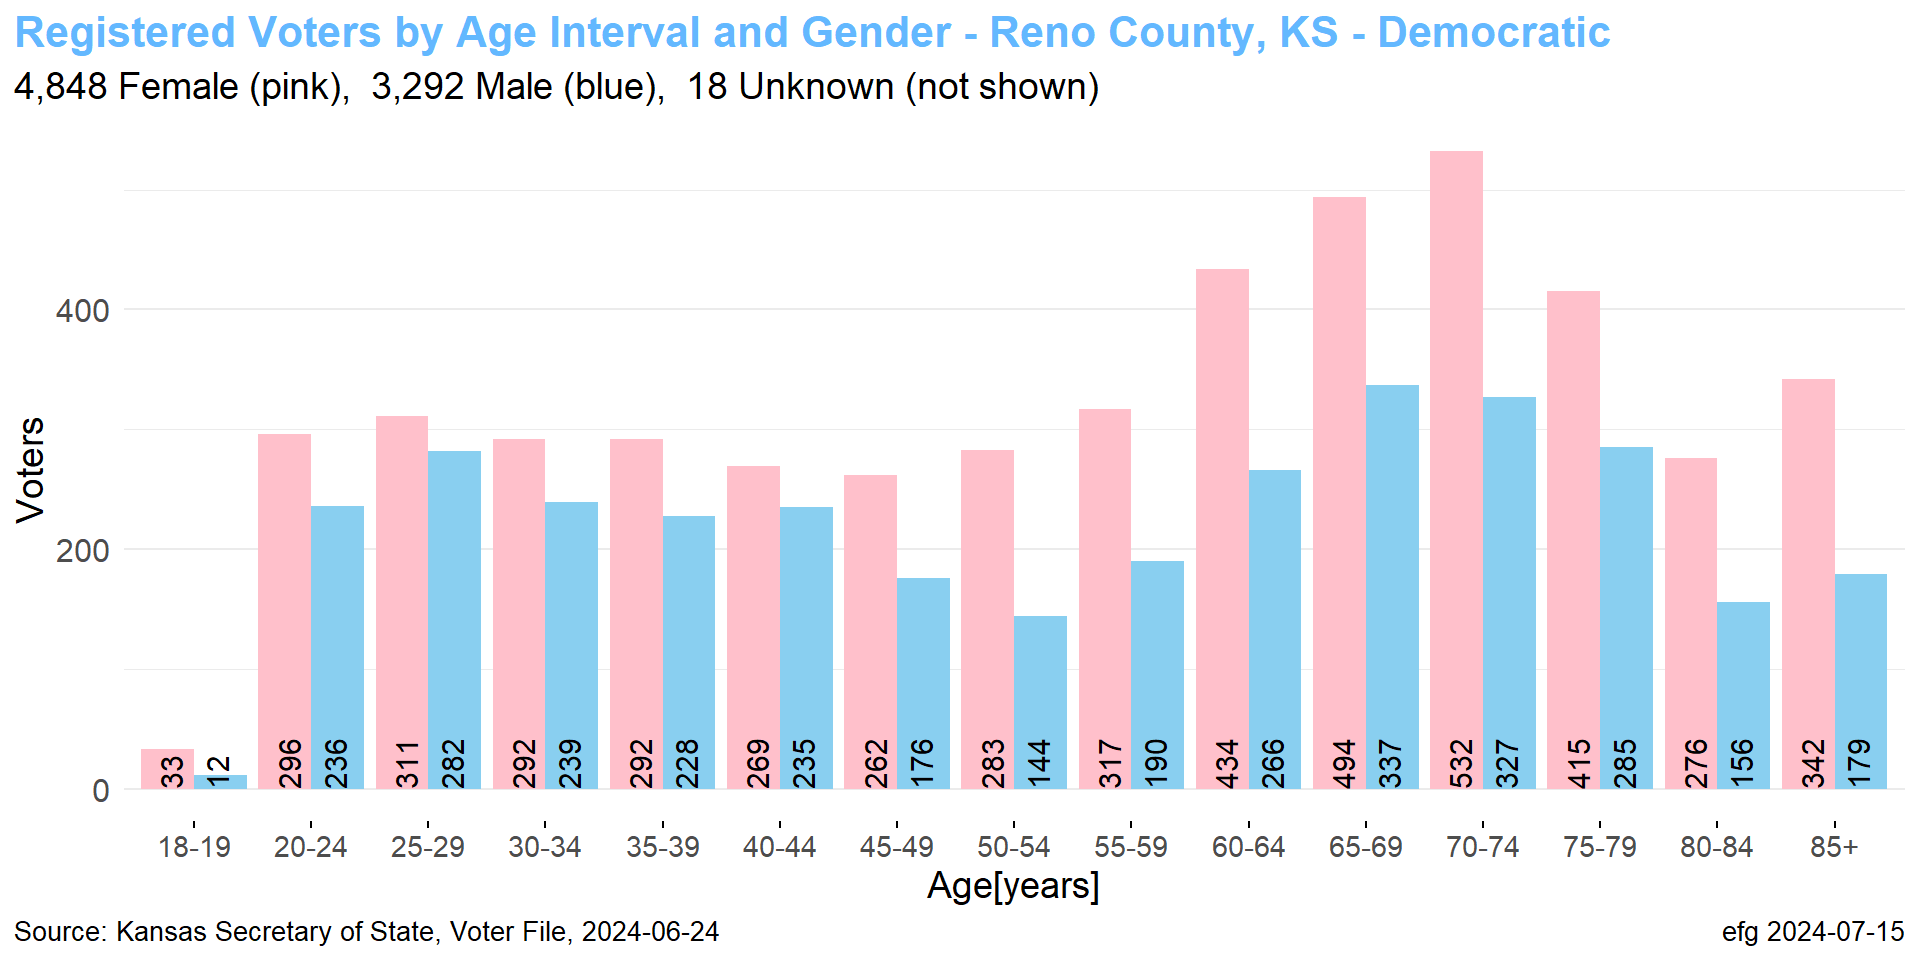 Registered Voters by Age Interval and Gender - Reno County, KS - Democratic
4,848 Female (pink),  3,292 Male (blue),  18 Unknown (not shown)
Voters
400
200
0
33 12 296 236 311 282 292 239 292 228 269 235 262 176 283 144 317 190 434 266 494 337 532 327 415 285 276 156 342 179
18-19 20-24 25-29 30-34 35-39 40-44 45-49 50-54 55-59 60-64 65-69 70-74 75-79 80-84 85+
Age[years]
Source: Kansas Secretary of State, Voter File, 2024-06-24
efg 2024-07-15